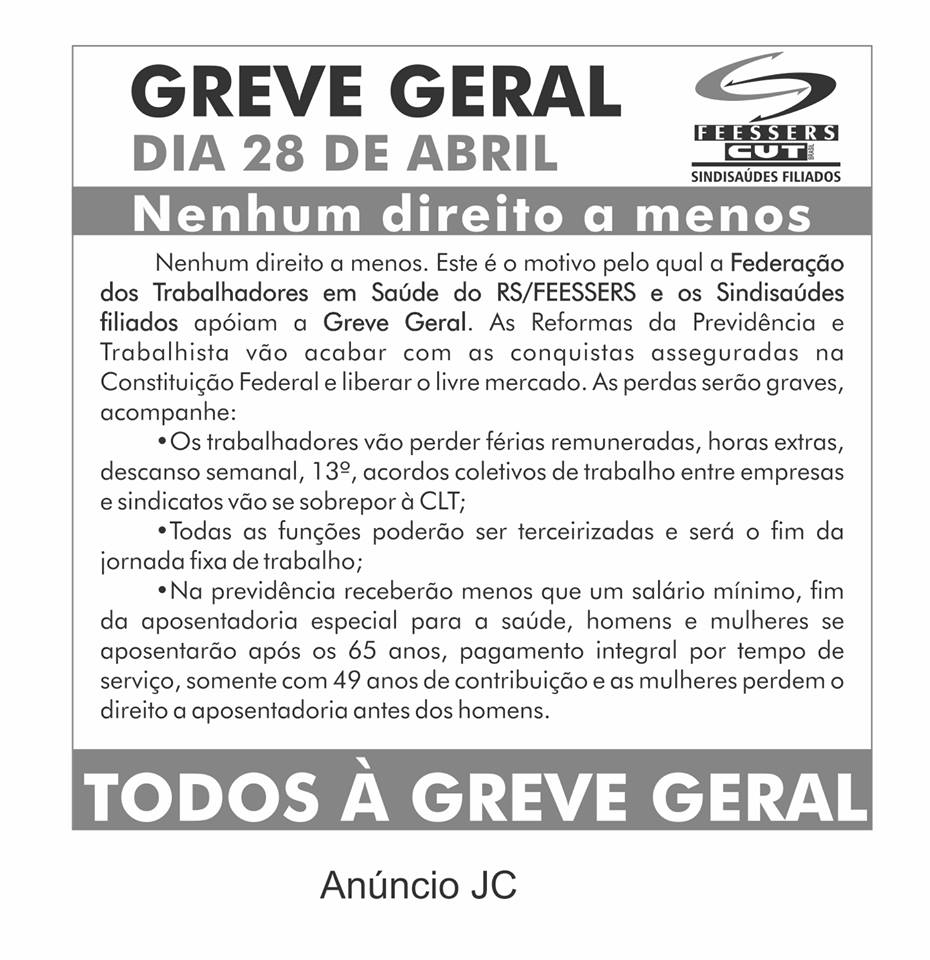 GREVE GERAL
DIA 28 DE ABRIL
FEESSERS
CUT BRASIL
SINDISAÚDES FILIADOS
Nenhum direito a menos
Nenhum direito a menos. Este é o motivo pelo qual a Federação
dos Trabalhadores em Saúde do RS/FEESSERS e os Sindisaúdes
filiados apóiam a Greve Geral. As Reformas da Previdência e
Trabalhista vão acabar com as conquistas asseguradas na
Constituição Federal e liberar o livre mercado. As perdas serão graves,
acompanhe:
•Os trabalhadores vão perder férias remuneradas, horas extras,
descanso semanal, 13º, acordos coletivos de trabalho entre empresas
e sindicatos vão se sobrepor à CLT;
•Todas as funções poderão ser terceirizadas e será o fim da
jornada fixa de trabalho;
•Na previdência receberão menos que um salário mínimo, fim
da aposentadoria especial para a saúde, homens e mulheres se
aposentarão após os 65 anos, pagamento integral por tempo de
serviço, somente com 49 anos de contribuição e as mulheres perdem o
direito a aposentadoria antes dos homens.
TODOS À GREVE GERAL
Anúncio JC